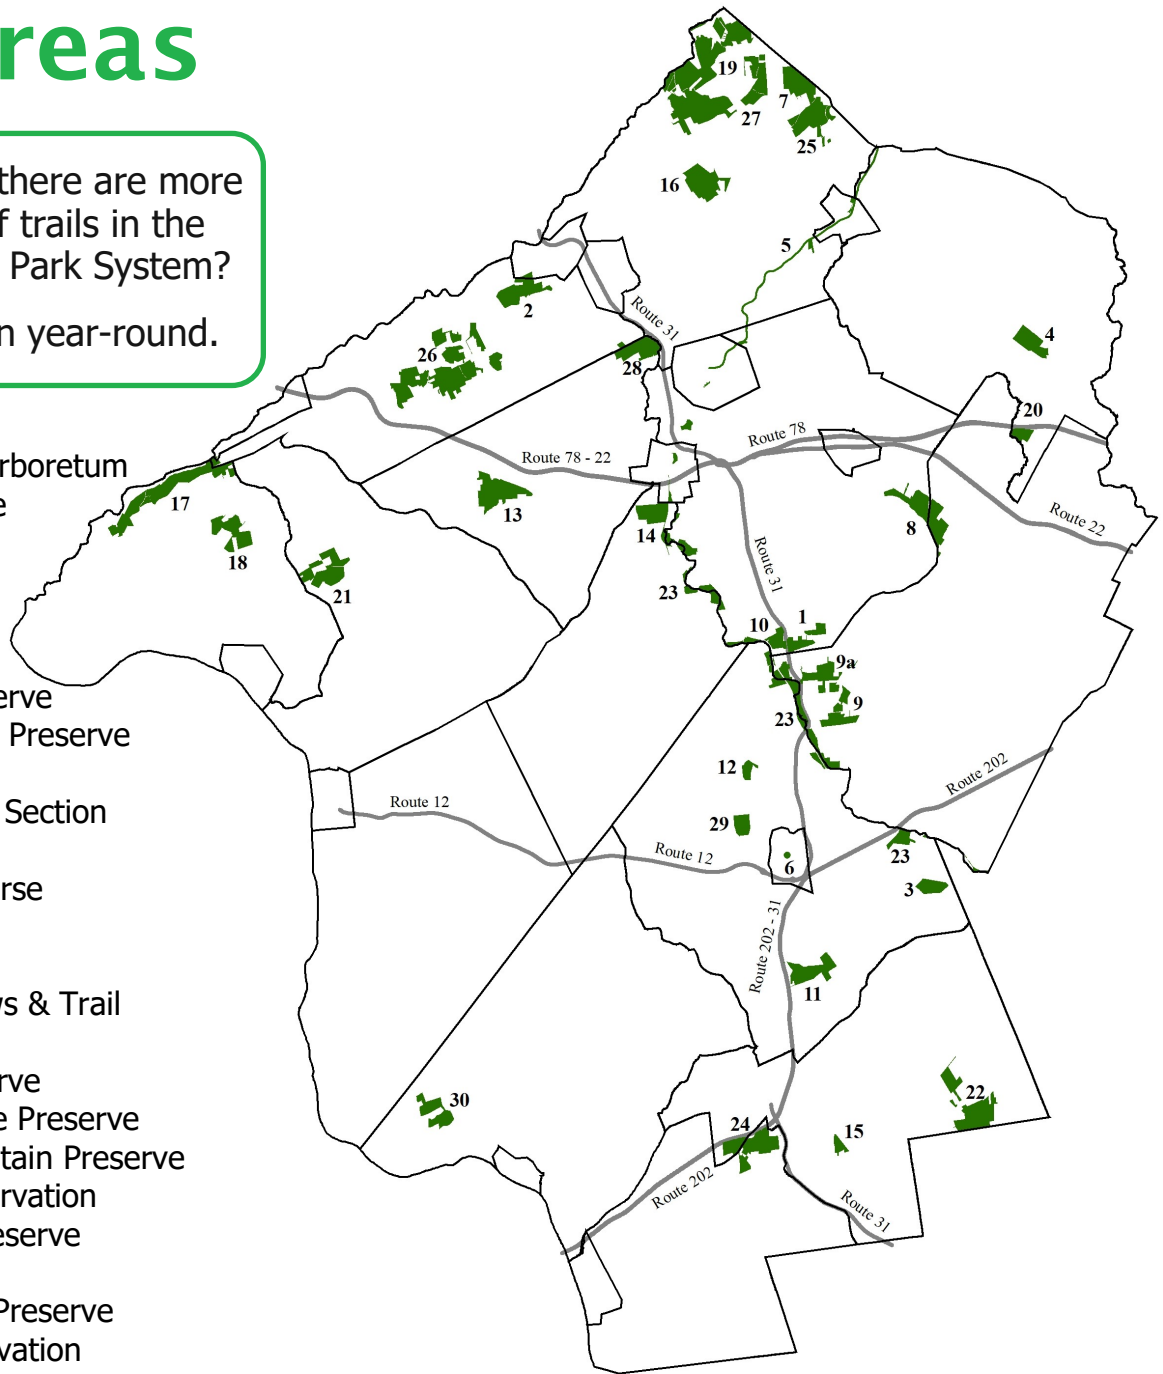 reas
there are more
f trails in the
Park System?
n year-round.
rboretum
e
erve
Preserve
Section
rse
ws & Trail
rve
e Preserve
tain Preserve
ervation
eserve
Preserve
vation
19
7
27
25
16
5
2
Route 31
4
26
28
20
Route 78
Route 78 - 22
17
13
14
8
Route 22
18
21
Route 31
23
10
1
9a
9
23
12
Route 202
Route 12
29
Route 12
6
23
3
Route 202 - 31
11
30
22
24
15
Route 202
Route 31